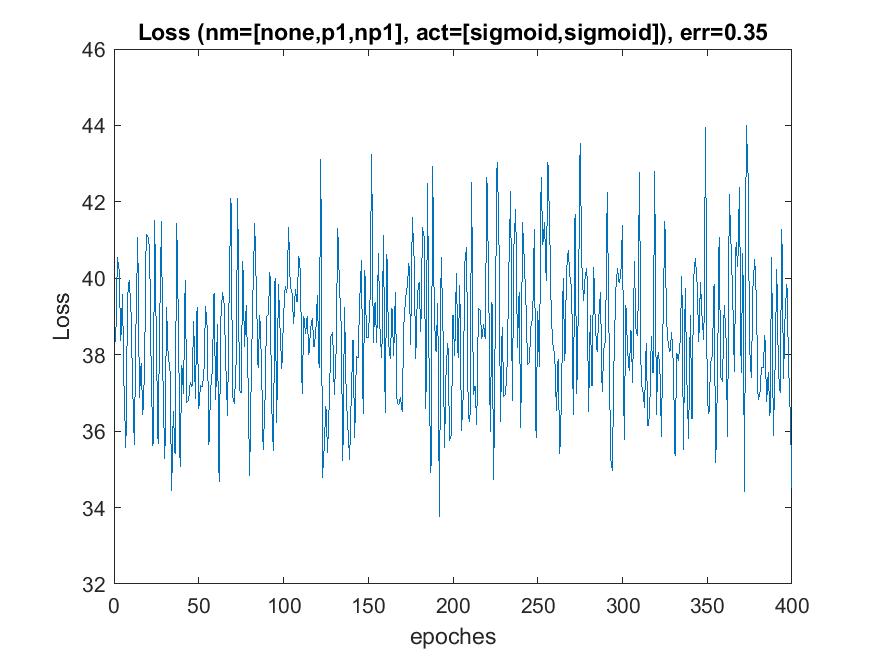 Loss (nm=[none,p1,np1], act=[sigmoid,sigmoid]), err=0.35
46
44
42
40
38
36
34
32
Loss
0 50 100 150 200 250 300 350 400
epoches